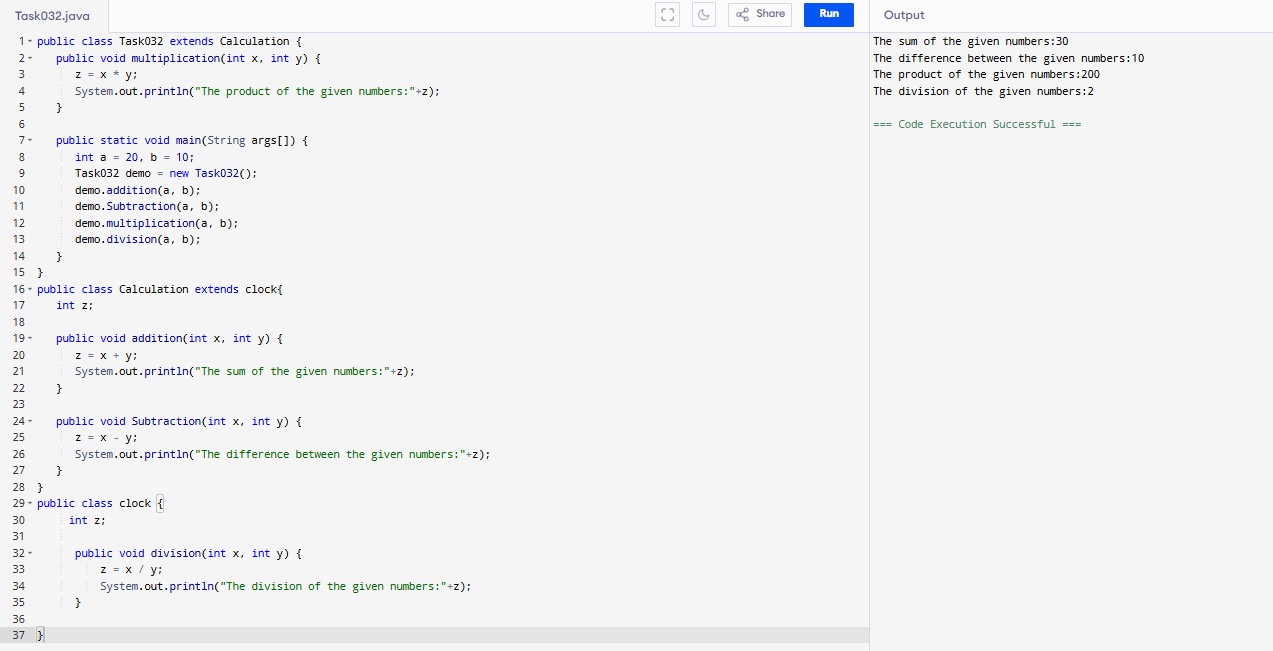 Task032.java
Share
Run
Output
1 public class Task032 extends Calculation {
2    public void multiplication(int x, int y) {
3       z = x * y;
4       System.out.println("The product of the given numbers:"+z);
5    }
6
7    public static void main(String args[]) {
8       int a = 20, b = 10;
9       Task032 demo = new Task032();
10       demo.addition(a, b);
11       demo.Subtraction(a, b);
12       demo.multiplication(a, b);
13       demo.division(a, b);
14    }
15 }
16 public class Calculation extends clock{
17    int z;
18
19    public void addition(int x, int y) {
20       z = x + y;
21       System.out.println("The sum of the given numbers:"+z);
22    }
23
24    public void Subtraction(int x, int y) {
25       z = x - y;
26       System.out.println("The difference between the given numbers:"+z);
27    }
28 }
29 public class clock {
30      int z;
31
32       public void division(int x, int y) {
33           z = x / y;
34           System.out.println("The division of the given numbers:"+z);
35       }
36
37 }
The sum of the given numbers:30
The difference between the given numbers:10
The product of the given numbers:200
The division of the given numbers:2
=== Code Execution Successful ===